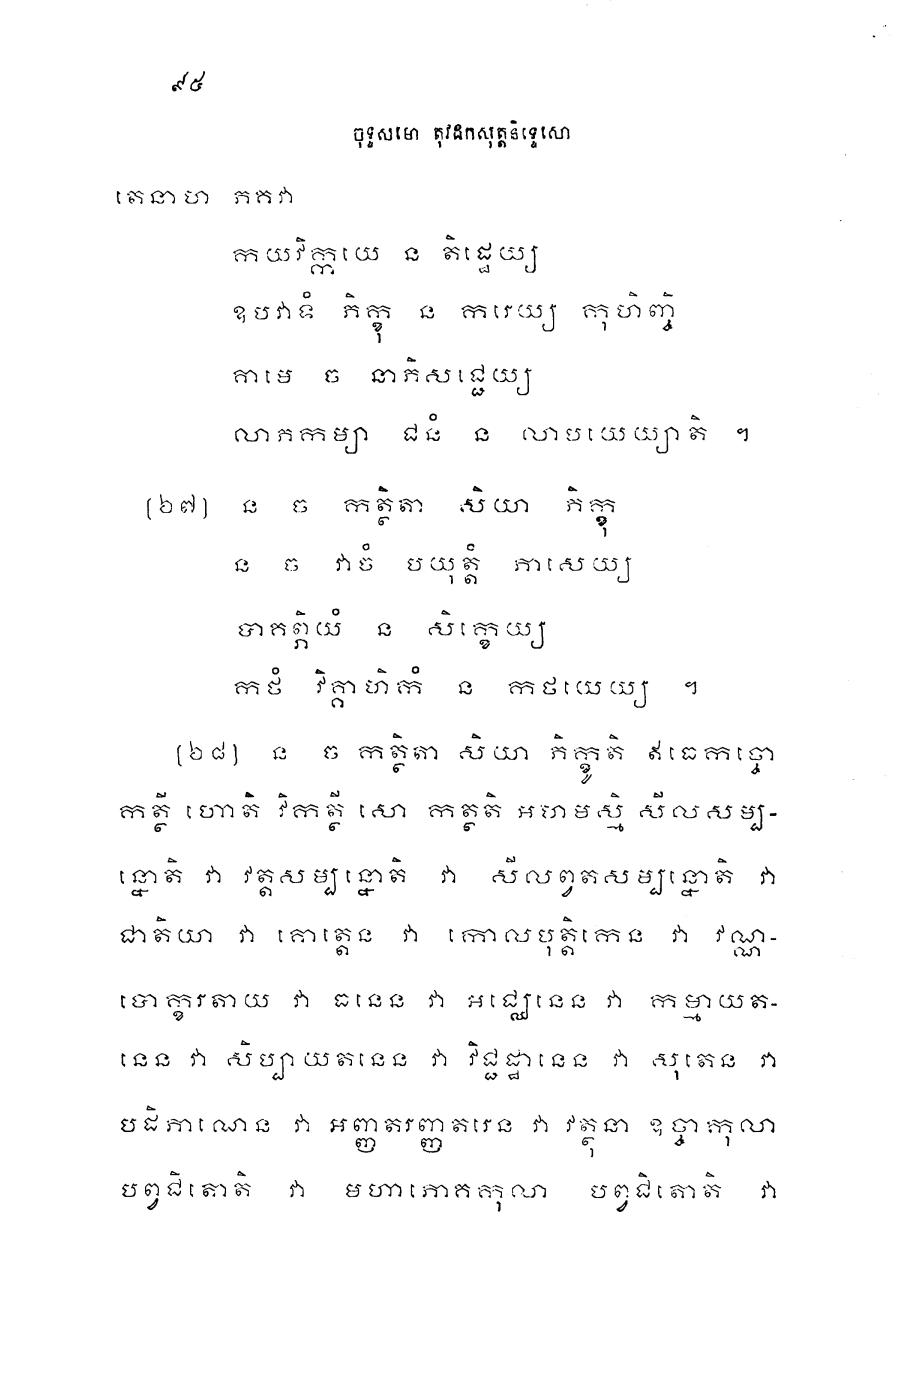 ៩៥
ចុទ្ទសមោ តុវដកសុត្តនិទ្ទេសោ
តេនាហ ភគវា
កយវិក្កយេ ន តិដ្ឋេយ្យ
ឧបវាទំ ភិក្ខុ ន ករេយ្យ កុហិញ្ចិ
គាមេ ច នាភិសជ្ជេយ្យ
លាភកម្យា ជនំ ន លាបយេយ្យាតិ ។
(៦៧) ន ច កត្ថិតា សិយា ភិក្ខុ
ន ច វាចំ បយុត្តំ ភាសេយ្យ
បាគព្ភិយំ ន សិក្ខេយ្យ
កថំ វិគ្គាហិកំ ន កថយេយ្យ ។
(៦៨) ន ច កត្ថិតា សិយា ភិក្ខូតិ ឥធេកច្ចោ
កត្ថី ហោតិ វិកត្ថី សោ កត្ថតិ អហមស្មិ សីលសម្ប-
ន្នោតិ វា វត្តសម្បន្នោតិ វា សីលព្វតសម្បន្នោតិ វា
ជាតិយា វា គោត្តេន វា កោលបុត្តិកេន វា វណ្ណ-
បោក្ខរតាយ វា ធនេន វា អជ្ឈេនេន វា កម្មាយត-
នេន វា សិប្បាយតនេន វា វិជ្ជដ្ឋានេន វា សុតេន វា
បដិភាណេន វា អញ្ញតរញ្ញតរេន វា វត្ថុនា ឧច្ចាកុលា
បព្វជិតោតិ វា មហាភោគកុលា បព្វជិតោតិ វា